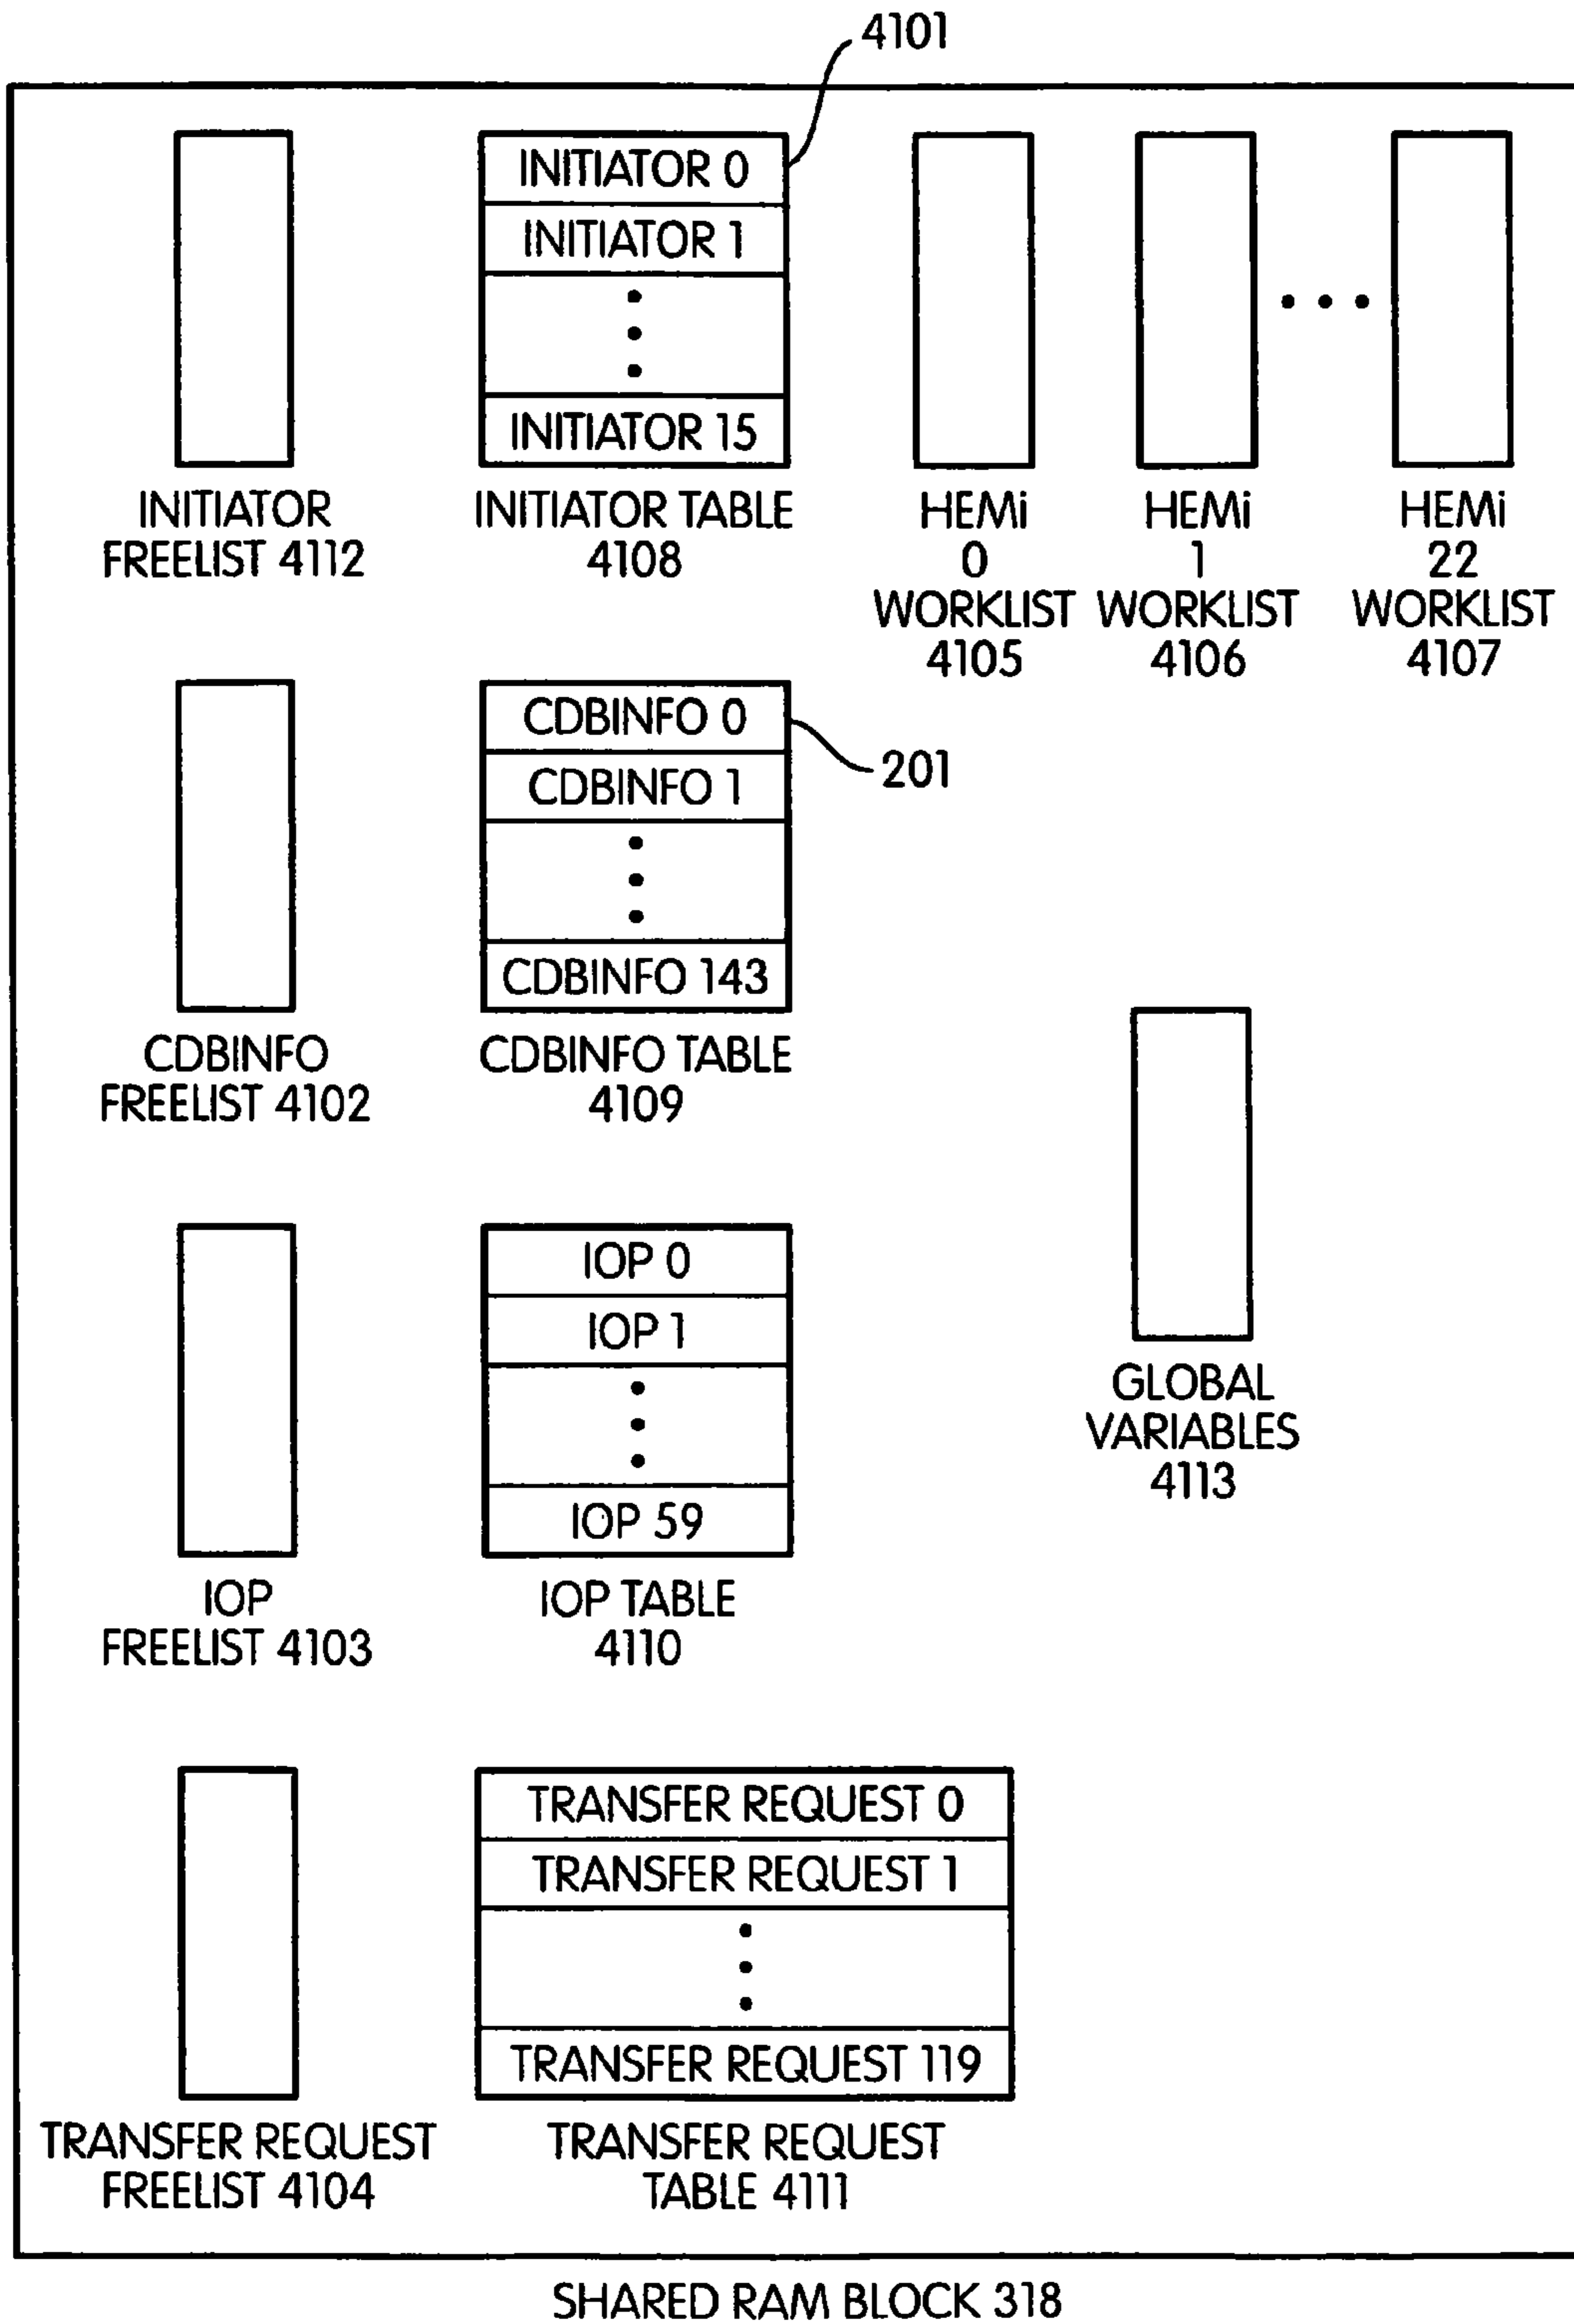 4101
INITIATOR 0
INITIATOR 1
INITIATOR 15
INITIATOR
FREELIST 4112
INITIATOR TABLE
4108
HEMi
0
WORKLIST
4105
HEMi
1
WORKLIST
4106
HEMi
22
WORKLIST
4107
CDBINFO 0
201
CDBINFO 1
CDBINFO 143
CDBINFO
FREELIST 4102
CDBINFO TABLE
4109
IOP 0
IOP 1
IOP 59
IOP
FREELIST 4103
IOP TABLE
4110
GLOBAL
VARIABLES
4113
TRANSFER REQUEST 0
TRANSFER REQUEST 1
TRANSFER REQUEST 119
TRANSFER REQUEST
FREELIST 4104
TRANSFER REQUEST
TABLE 4111
SHARED RAM BLOCK 318